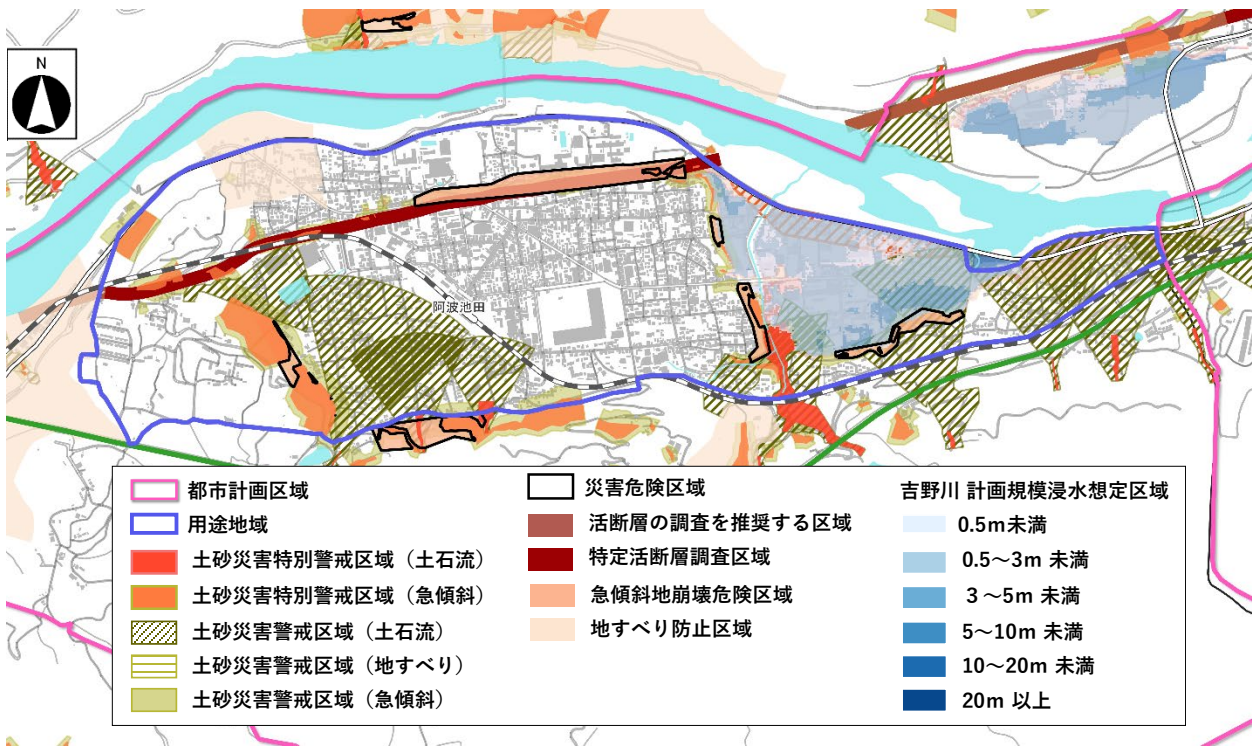 N
阿波池田
都市計画区域
用途地域
土砂災害特別警戒区域（土石流）
土砂災害特別警戒区域（急傾斜）
土砂災害警戒区域（土石流）
土砂災害警戒区域（地すべり）
土砂災害警戒区域（急傾斜）
災害危険区域
活断層の調査を推奨する区域
特定活断層調査区域
急傾斜地崩壊危険区域
地すべり防止区域
吉野川 計画規模浸水想定区域
0.5m未満
0.5～3m 未満
３～5m 未満
5～10m 未満
10～20m 未満
20m 以上